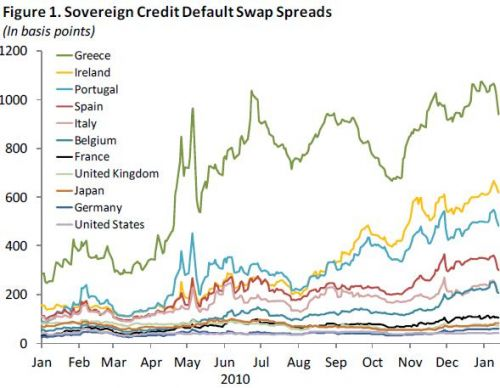 Figure 1. Sovereign Credit Default Swap Spreads
(In basis points)
1200
1000
800
600
400
200
0
Greece
Ireland
Portugal
Spain
Italy
Belgium
France
United Kingdom
Japan
Germany
United States
Jan Feb Mar Apr May Jun Jul Aug Sep Oct Nov Dec Jan
2010